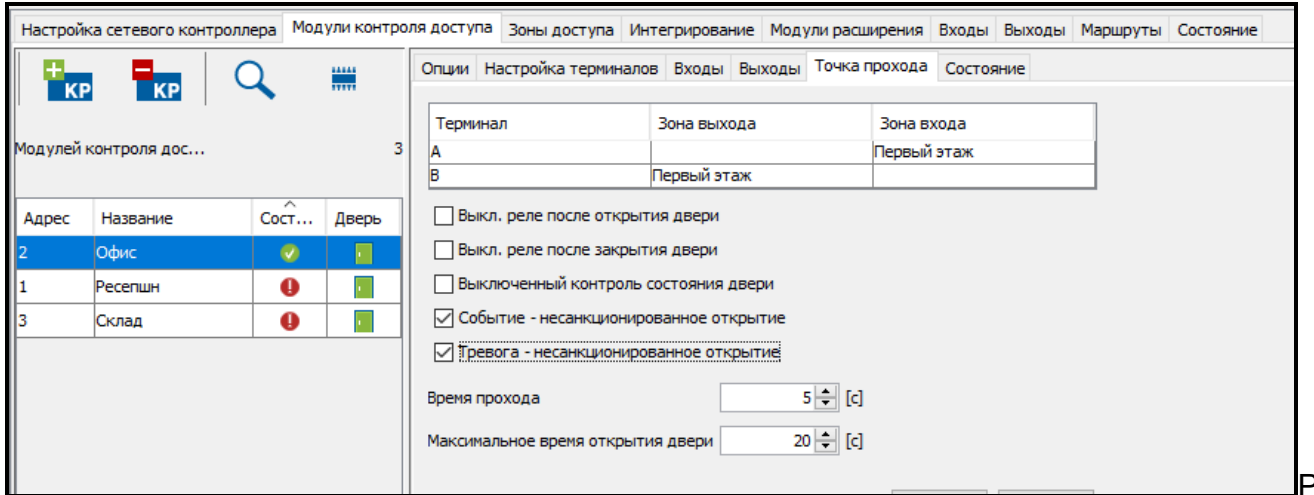 Настройка сетевого контроллера Модули контроля доступа Зоны доступа Интегрирование Модули расширения Входы Выходы Маршруты Состояние
КР КР
Модулей контроля дос... 3
Адрес Название Сост... Дверь
2 Офис
1 Ресепшн
3 Склад
Опции Настройка терминалов Входы Выходы Точка прохода Состояние
Терминал Зона выхода Зона входа
A Первый этаж
B Первый этаж
Выкл. реле после открытия двери
Выкл. реле после закрытия двери
Выключенный контроль состояния двери
Событие - несанкционированное открытие
Тревога - несанкционированное открытие
Время прохода 5 [с]
Максимальное время открытия двери 20 [с]
Р